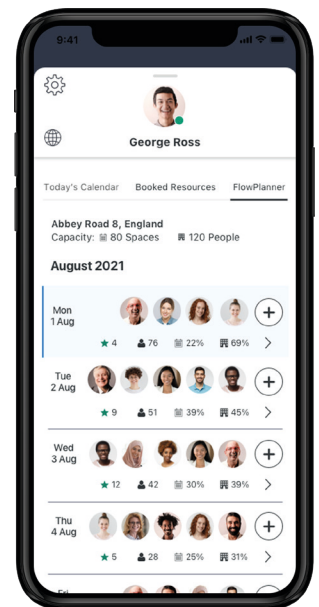 9:41
George Ross
Today's Calendar Booked Resources FlowPlanner
Abbey Road 8, England
Capacity: 80 Spaces 120 People
August 2021
Mon
1 Aug
4 76 22% 69%
Tue
2 Aug
9 51 39% 45%
Wed
3 Aug
12 42 30% 39%
Thu
4 Aug
5 28 25% 31%
Fri